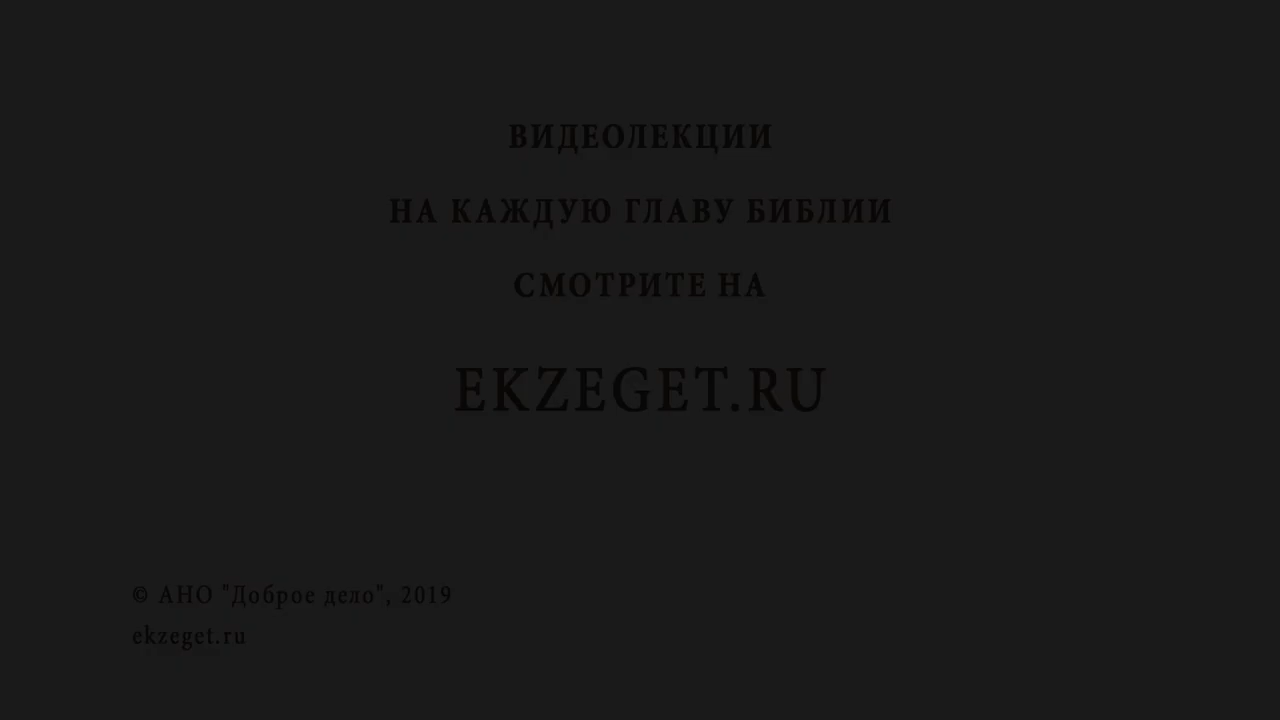 ВИДЕОЛЕКЦИИ
НА КАЖДУЮ ГЛАВУ БИБЛИИ
СМОТРИТЕ НА
EKZEGET.RU
© АНО "Доброе дело", 2019
ekzeget.ru